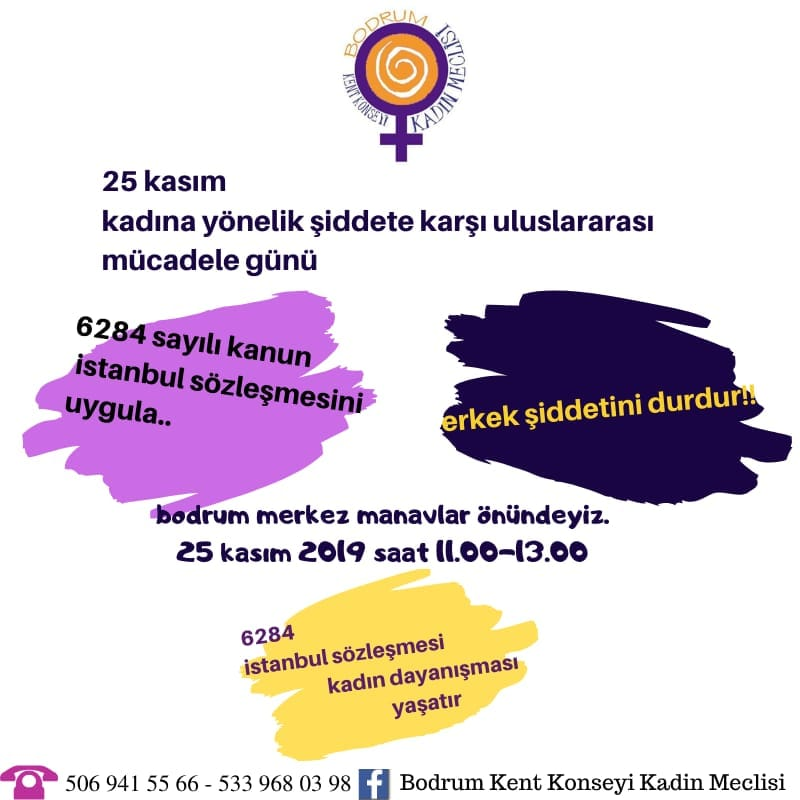 BODRUM
KENT KONSEYİ
KADIN MECLİSİ
25 kasım
kadına yönelik şiddete karşı uluslararası
mücadele günü
6284 sayılı kanun
istanbul sözleşmesini
uygula..
erkek şiddetini durdur!!
bodrum merkez manavlar önündeyiz.
25 kasım 2019 saat 11.00-13.00
6284
istanbul sözleşmesi
kadın dayanışması
yaşatır
506 941 55 66 - 533 968 03 98 Bodrum Kent Konseyi Kadin Meclisi